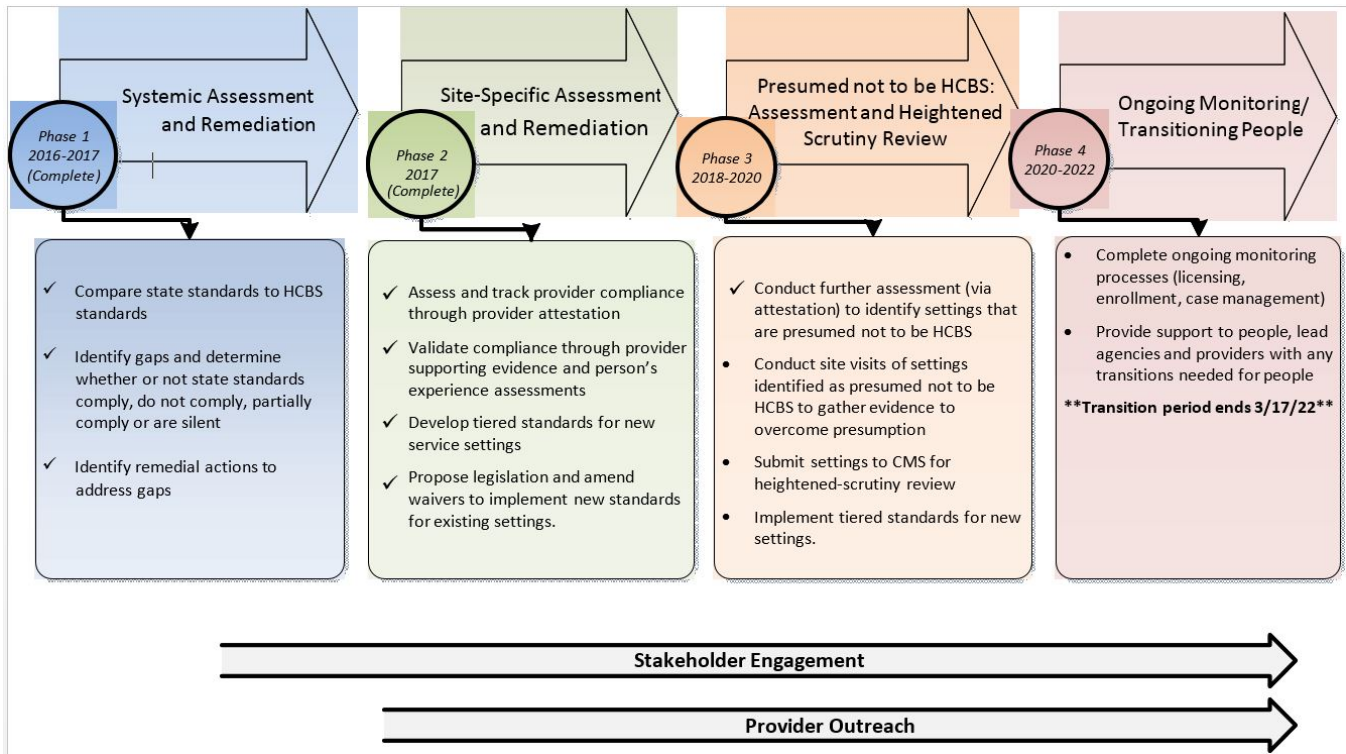 Systemic Assessment
and Remediation
Phase 1
2016-2017
(Complete)
✓ Compare state standards to HCBS
standards
✓ Identify gaps and determine
whether or not state standards
comply, do not comply, partially
comply or are silent
✓ Identify remedial actions to
address gaps
Site-Specific Assessment
and Remediation
Phase 2
2017
(Complete)
✓ Assess and track provider compliance
through provider attestation
✓ Validate compliance through provider
supporting evidence and person's
experience assessments
✓ Develop tiered standards for new
service settings
✓ Propose legislation and amend
waivers to implement new standards
for existing settings.
Presumed not to be HCBS:
Assessment and Heightened
Scrutiny Review
Phase 3
2018-2020
✓ Conduct further assessment (via
attestation) to identify settings that
are presumed not to be HCBS
• Conduct site visits of settings
identified as presumed not to be
HCBS to gather evidence to
overcome presumption
• Submit settings to CMS for
heightened-scrutiny review
• Implement tiered standards for new
settings.
Ongoing Monitoring/
Transitioning People
Phase 4
2020-2022
• Complete ongoing monitoring
processes (licensing,
enrollment, case management)
• Provide support to people, lead
agencies and providers with any
transitions needed for people
**Transition period ends 3/17/22**
Stakeholder Engagement
Provider Outreach